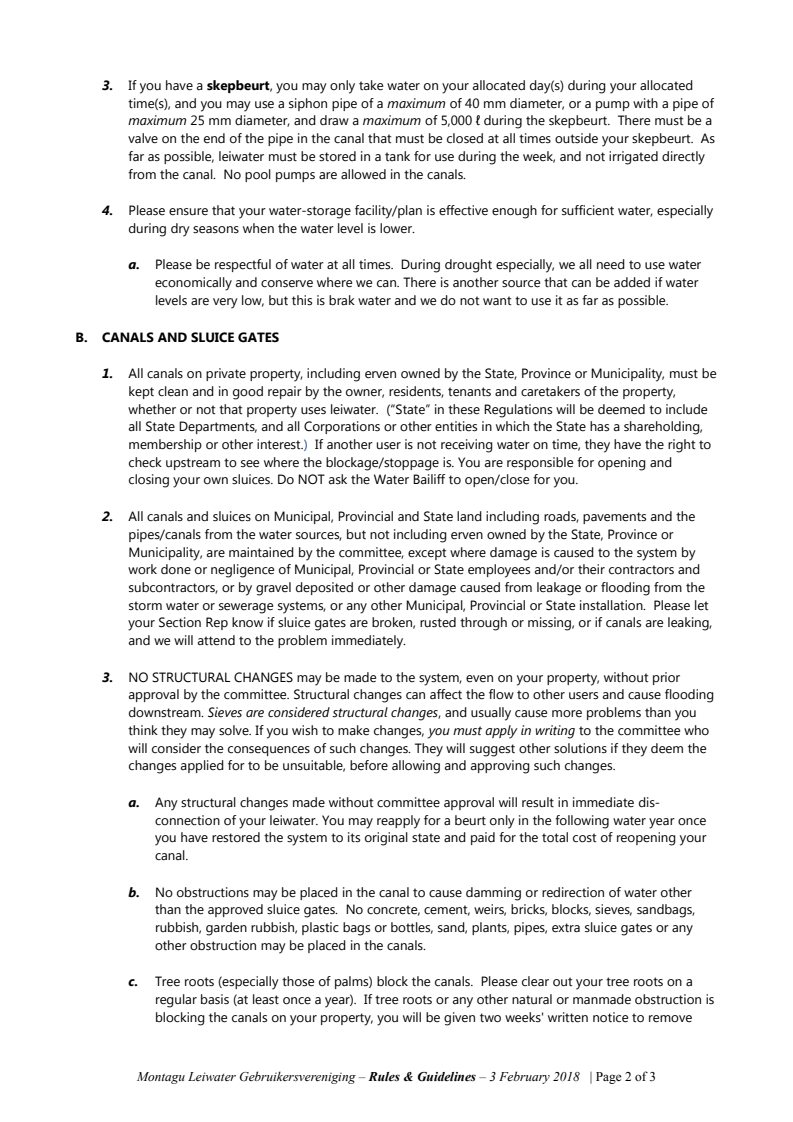 3. If you have a skepbeurt, you may only take water on your allocated day(s) during your allocated
time(s), and you may use a siphon pipe of a maximum of 40 mm diameter, or a pump with a pipe of
maximum 25 mm diameter, and draw a maximum of 5,000 ℓ during the skepbeurt. There must be a
valve on the end of the pipe in the canal that must be closed at all times outside your skepbeurt. As
far as possible, leiwater must be stored in a tank for use during the week, and not irrigated directly
from the canal. No pool pumps are allowed in the canals.
4. Please ensure that your water-storage facility/plan is effective enough for sufficient water, especially
during dry seasons when the water level is lower.
a. Please be respectful of water at all times. During drought especially, we all need to use water
economically and conserve where we can. There is another source that can be added if water
levels are very low, but this is brak water and we do not want to use it as far as possible.
B. CANALS AND SLUICE GATES
1. All canals on private property, including erven owned by the State, Province or Municipality, must be
kept clean and in good repair by the owner, residents, tenants and caretakers of the property,
whether or not that property uses leiwater. ("State" in these Regulations will be deemed to include
all State Departments, and all Corporations or other entities in which the State has a shareholding,
membership or other interest.) If another user is not receiving water on time, they have the right to
check upstream to see where the blockage/stoppage is. You are responsible for opening and
closing your own sluices. Do NOT ask the Water Bailiff to open/close for you.
2. All canals and sluices on Municipal, Provincial and State land including roads, pavements and the
pipes/canals from the water sources, but not including erven owned by the State, Province or
Municipality, are maintained by the committee, except where damage is caused to the system by
work done or negligence of Municipal, Provincial or State employees and/or their contractors and
subcontractors, or by gravel deposited or other damage caused from leakage or flooding from the
storm water or sewerage systems, or any other Municipal, Provincial or State installation. Please let
your Section Rep know if sluice gates are broken, rusted through or missing, or if canals are leaking,
and we will attend to the problem immediately.
3. NO STRUCTURAL CHANGES may be made to the system, even on your property, without prior
approval by the committee. Structural changes can affect the flow to other users and cause flooding
downstream. Sieves are considered structural changes, and usually cause more problems than you
think they may solve. If you wish to make changes, you must apply in writing to the committee who
will consider the consequences of such changes. They will suggest other solutions if they deem the
changes applied for to be unsuitable, before allowing and approving such changes.
a. Any structural changes made without committee approval will result in immediate dis-
connection of your leiwater. You may reapply for a beurt only in the following water year once
you have restored the system to its original state and paid for the total cost of reopening your
canal.
b. No obstructions may be placed in the canal to cause damming or redirection of water other
than the approved sluice gates. No concrete, cement, weirs, bricks, blocks, sieves, sandbags,
rubbish, garden rubbish, plastic bags or bottles, sand, plants, pipes, extra sluice gates or any
other obstruction may be placed in the canals.
c. Tree roots (especially those of palms) block the canals. Please clear out your tree roots on a
regular basis (at least once a year). If tree roots or any other natural or manmade obstruction is
blocking the canals on your property, you will be given two weeks' written notice to remove
Montagu Leiwater Gebruikersvereniging – Rules & Guidelines – 3 February 2018 | Page 2 of 3